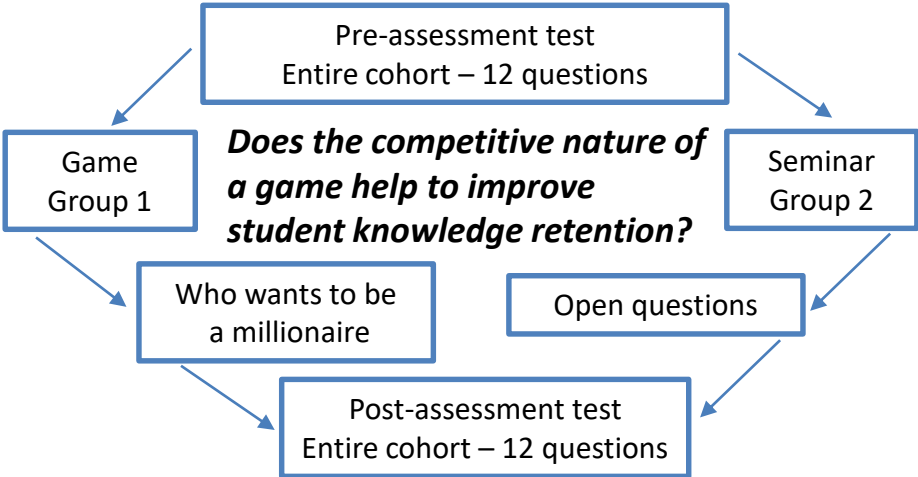 Pre-assessment test
Entire cohort – 12 questions
Does the competitive nature of
a game help to improve
student knowledge retention?
Game
Group 1
Seminar
Group 2
Who wants to be
a millionaire
Open questions
Post-assessment test
Entire cohort – 12 questions